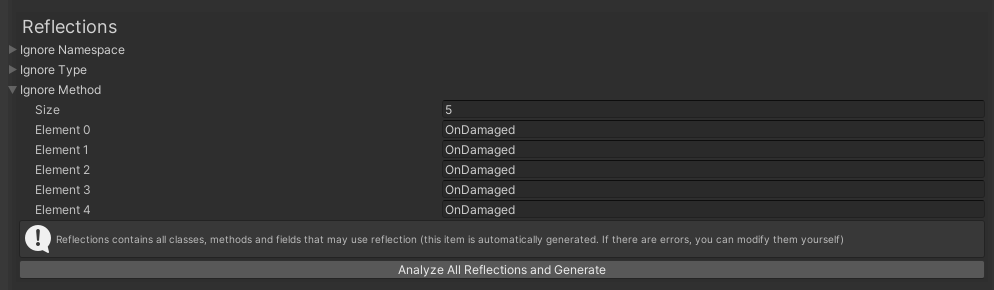 Reflections
Ignore Namespace
Ignore Type
Ignore Method
Size 5
Element 0 OnDamaged
Element 1 OnDamaged
Element 2 OnDamaged
Element 3 OnDamaged
Element 4 OnDamaged
Reflections contains all classes, methods and fields that may use reflection (this item is automatically generated. If there are errors, you can modify them yourself)
Analyze All Reflections and Generate